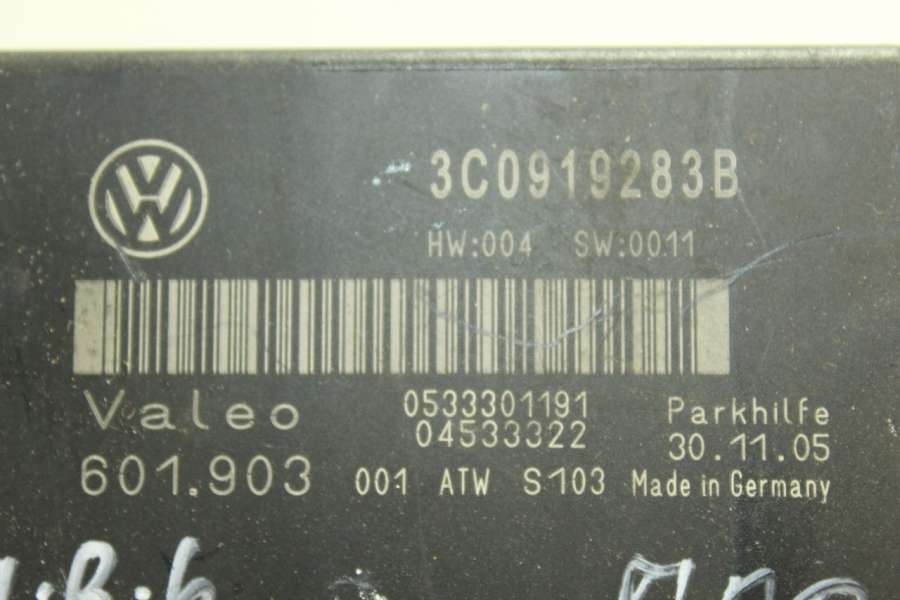 3C0919283B
HW:004 SW:0011
Valeo
0533301191
04533322
Parkhilfe
30.11.05
601.903
001 ATW S103 Made in Germany